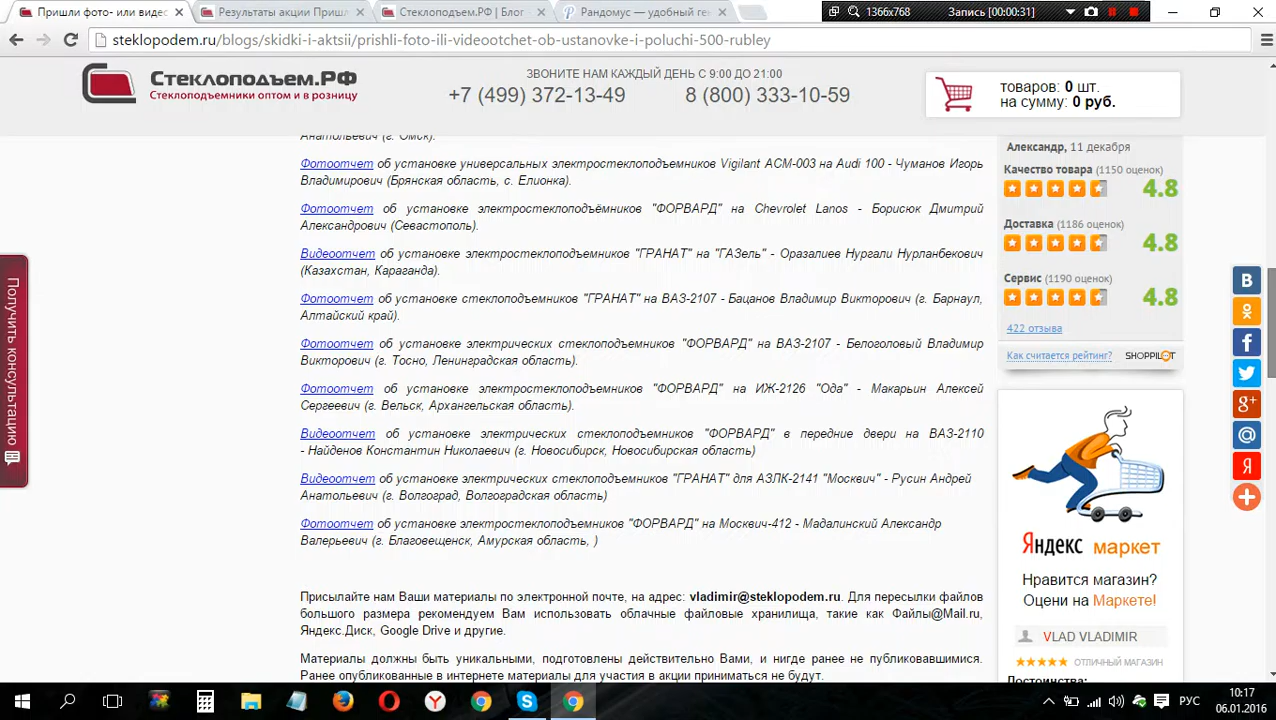 Пришли фото- или видео
Результаты акции Пришл
Стеклоподъем.РФ | Блог
Рандомус — удобный ген
1366x768
Запись [00:00:31]
steklopodem.ru/blogs/skidki-i-aktsii/prishli-foto-ili-videootchet-ob-ustanovke-i-poluchi-500-rubley
Стеклоподъем.РФ
Стеклоподъемники оптом и в розницу
ЗВОНИТЕ НАМ КАЖДЫЙ ДЕНЬ С 9:00 ДО 21:00
+7 (499) 372-13-49 8 (800) 333-10-59
товаров: 0 шт.
на сумму: 0 руб.
Анатольевич (г. Омск).
Фотоотчет об установке универсальных электростеклоподъемников Vigilant ACM-003 на Audi 100 - Чуманов Игорь
Владимирович (Брянская область, с. Елионка).
Фотоотчет об установке электростеклоподъёмников "ФОРВАРД" на Chevrolet Lanos - Борисюк Дмитрий
Александрович (Севастополь).
Видеоотчет об установке электростеклоподъемников "ГРАНАТ" на "ГАЗель" - Оразалиев Нургали Нурланбекович
(Казахстан, Караганда).
Фотоотчет об установке стеклоподъемников "ГРАНАТ" на ВАЗ-2107 - Бацанов Владимир Викторович (г. Барнаул,
Алтайский край).
Фотоотчет об установке электрических стеклоподъемников "ФОРВАРД" на ВАЗ-2107 - Белоголовый Владимир
Викторович (г. Тосно, Ленинградская область).
Фотоотчет об установке электростеклоподъемников "ФОРВАРД" на ИЖ-2126 "Ода" - Макарьин Алексей
Сергеевич (г. Вельск, Архангельская область).
Видеоотчет об установке электрических стеклоподъемников "ФОРВАРД" в передние двери на ВАЗ-2110
- Найденов Константин Николаевич (г. Новосибирск, Новосибирская область)
Видеоотчет об установке электрических стеклоподъемников "ГРАНАТ" для АЗЛК-2141 "Москвич" - Русин Андрей
Анатольевич (г. Волгоград, Волгоградская область)
Фотоотчет об установке электростеклоподъемников "ФОРВАРД" на Москвич-412 - Мадалинский Александр
Валерьевич (г. Благовещенск, Амурская область, )
Присылайте нам Ваши материалы по электронной почте, на адрес: vladimir@steklopodem.ru. Для пересылки файлов
большого размера рекомендуем Вам использовать облачные файловые хранилища, такие как Файлы@Mail.ru,
Яндекс.Диск, Google Drive и другие.
Материалы должны быть уникальными, подготовлены действительно Вами, и нигде ранее не публиковавшимися.
Ранее опубликованные в интернете материалы для участия в акции приниматься не будут.
Александр, 11 декабря
Качество товара (1150 оценок)
4.8
Доставка (1186 оценок)
4.8
Сервис (1190 оценок)
4.8
422 отзыва
Как считается рейтинг? SHOPPILOT
Яндекс маркет
Нравится магазин?
Оцени на Маркете!
VLAD VLADIMIR
ОТЛИЧНЫЙ МАГАЗИН
Достоинства:
Получить консультацию
РУС
10:17
06.01.2016